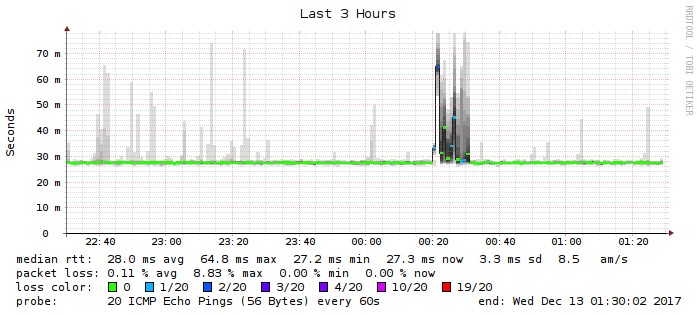 Last 3 Hours
RRDTOOL / TOBI OETIKER
Seconds
70 m
60 m
50 m
40 m
30 m
20 m
10 m
0
22:40 23:00 23:20 23:40 00:00 00:20 00:40 01:00 01:20
median rtt: 28.0 ms avg 64.8 ms max 27.2 ms min 27.3 ms now 3.3 ms sd 8.5 am/s
packet loss: 0.11 % avg 8.83 % max 0.00 % min 0.00 % now
loss color: 0 1/20 2/20 3/20 4/20 10/20 19/20
probe: 20 ICMP Echo Pings (56 Bytes) every 60s end: Wed Dec 13 01:30:02 2017